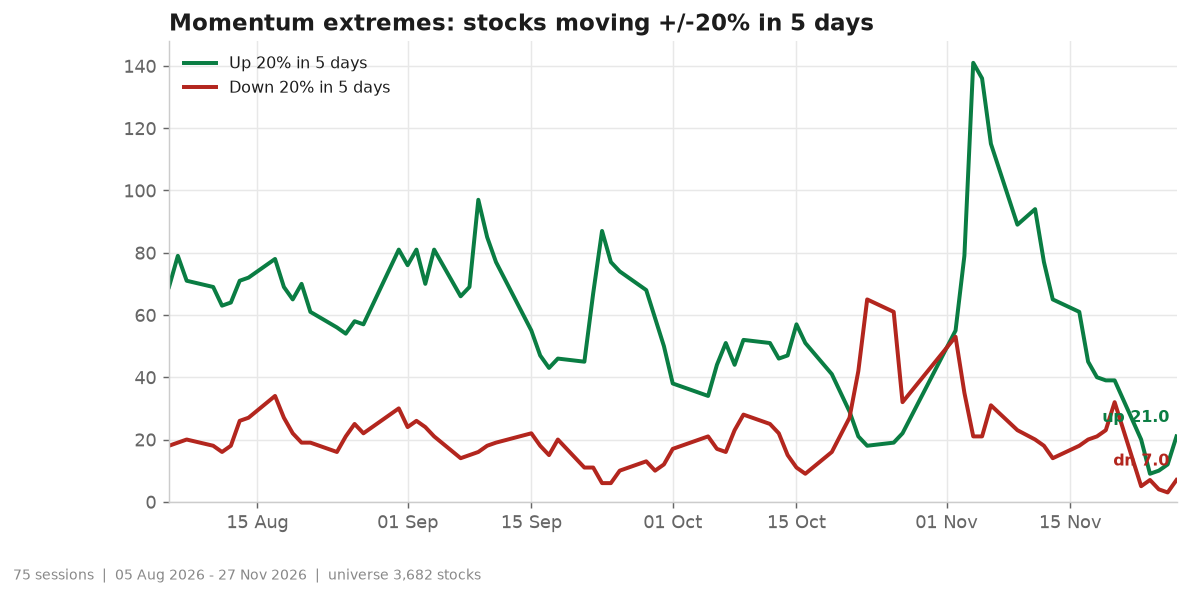 Momentum extremes: stocks moving +/-20% in 5 days
Up 20% in 5 days
Down 20% in 5 days
140
120
100
80
60
40
20
0
up 21.0
dn 7.0
15 Aug 01 Sep 15 Sep 01 Oct 15 Oct 01 Nov 15 Nov
75 sessions | 05 Aug 2026 - 27 Nov 2026 | universe 3,682 stocks